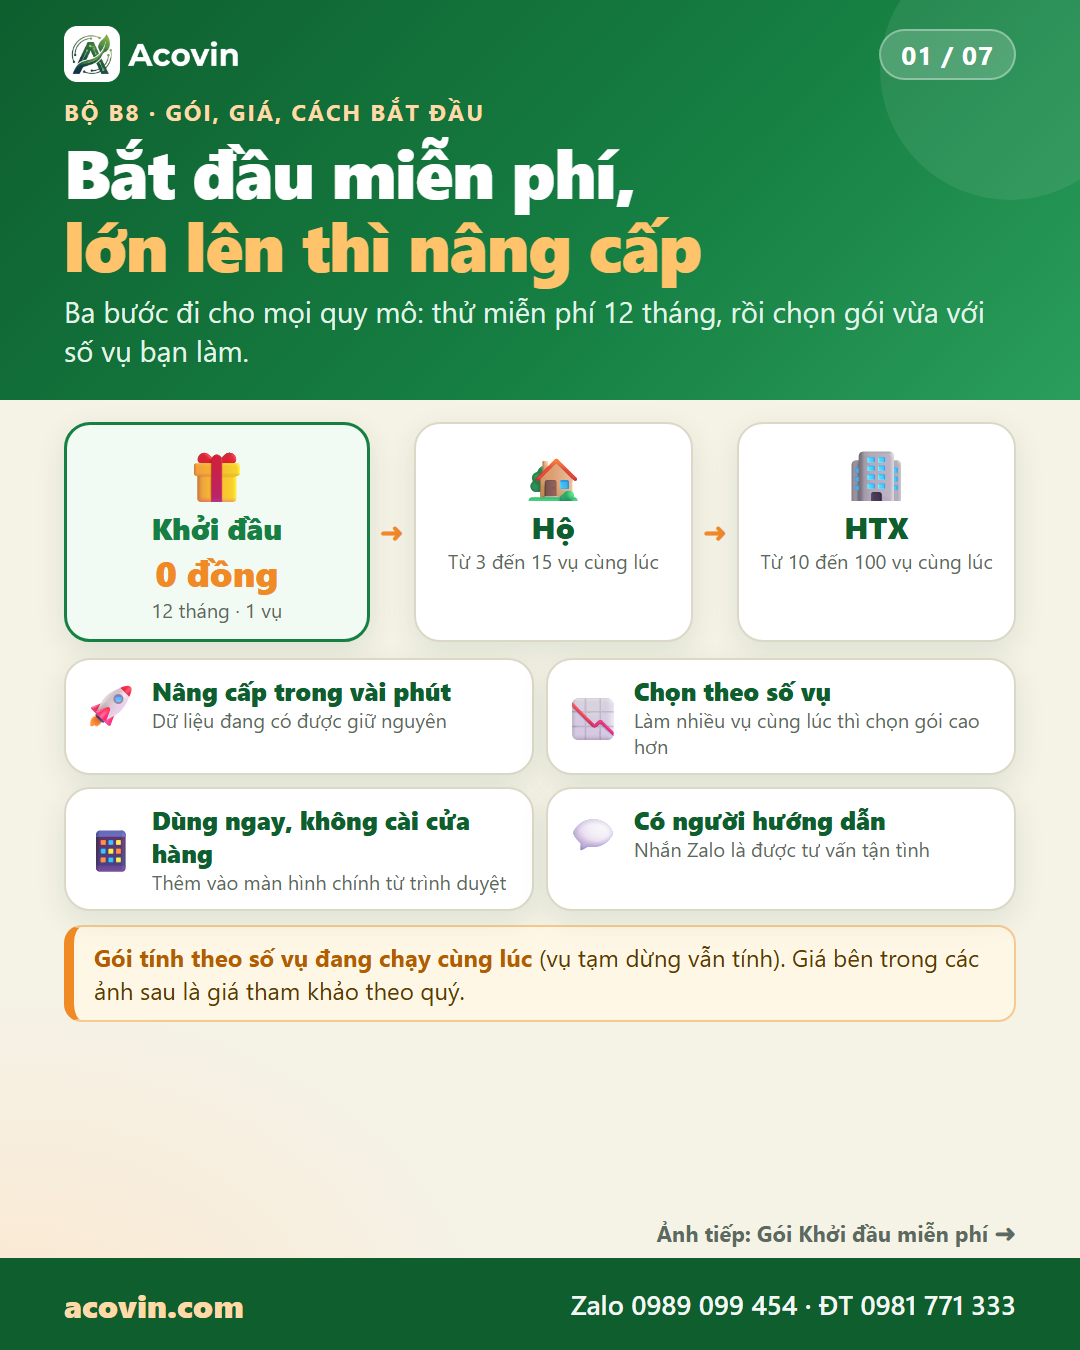 Acovin
01 / 07
BỘ B8 · GÓI, GIÁ, CÁCH BẮT ĐẦU
Bắt đầu miễn phí,
lớn lên thì nâng cấp
Ba bước đi cho mọi quy mô: thử miễn phí 12 tháng, rồi chọn gói vừa với
số vụ bạn làm.
Khởi đầu
0 đồng
12 tháng · 1 vụ
➜
Hộ
Từ 3 đến 15 vụ cùng lúc
➜
HTX
Từ 10 đến 100 vụ cùng lúc
Nâng cấp trong vài phút
Dữ liệu đang có được giữ nguyên
Chọn theo số vụ
Làm nhiều vụ cùng lúc thì chọn gói cao
hơn
Dùng ngay, không cài cửa
hàng
Thêm vào màn hình chính từ trình duyệt
Có người hướng dẫn
Nhắn Zalo là được tư vấn tận tình
Gói tính theo số vụ đang chạy cùng lúc (vụ tạm dừng vẫn tính). Giá bên trong các
ảnh sau là giá tham khảo theo quý.
Ảnh tiếp: Gói Khởi đầu miễn phí ➜
acovin.com
Zalo 0989 099 454 · ĐT 0981 771 333